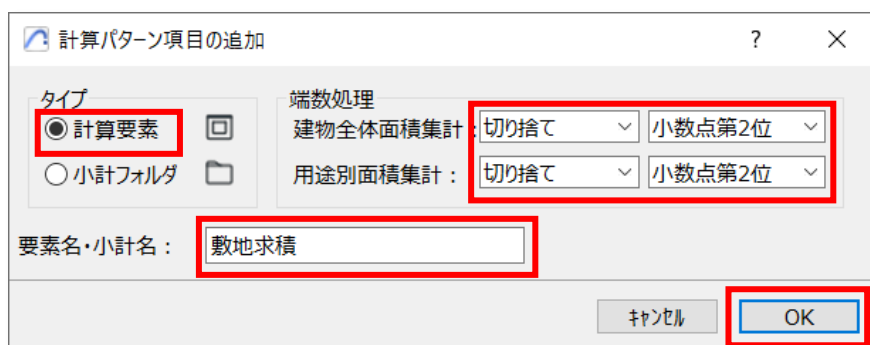 計算パターン項目の追加 ? ×
タイプ
端数処理
計算要素
建物全体面積集計： 切り捨て 小数点第2位
小計フォルダ
用途別面積集計： 切り捨て 小数点第2位
要素名・小計名： 敷地求積
ｷｬﾝｾﾙ OK